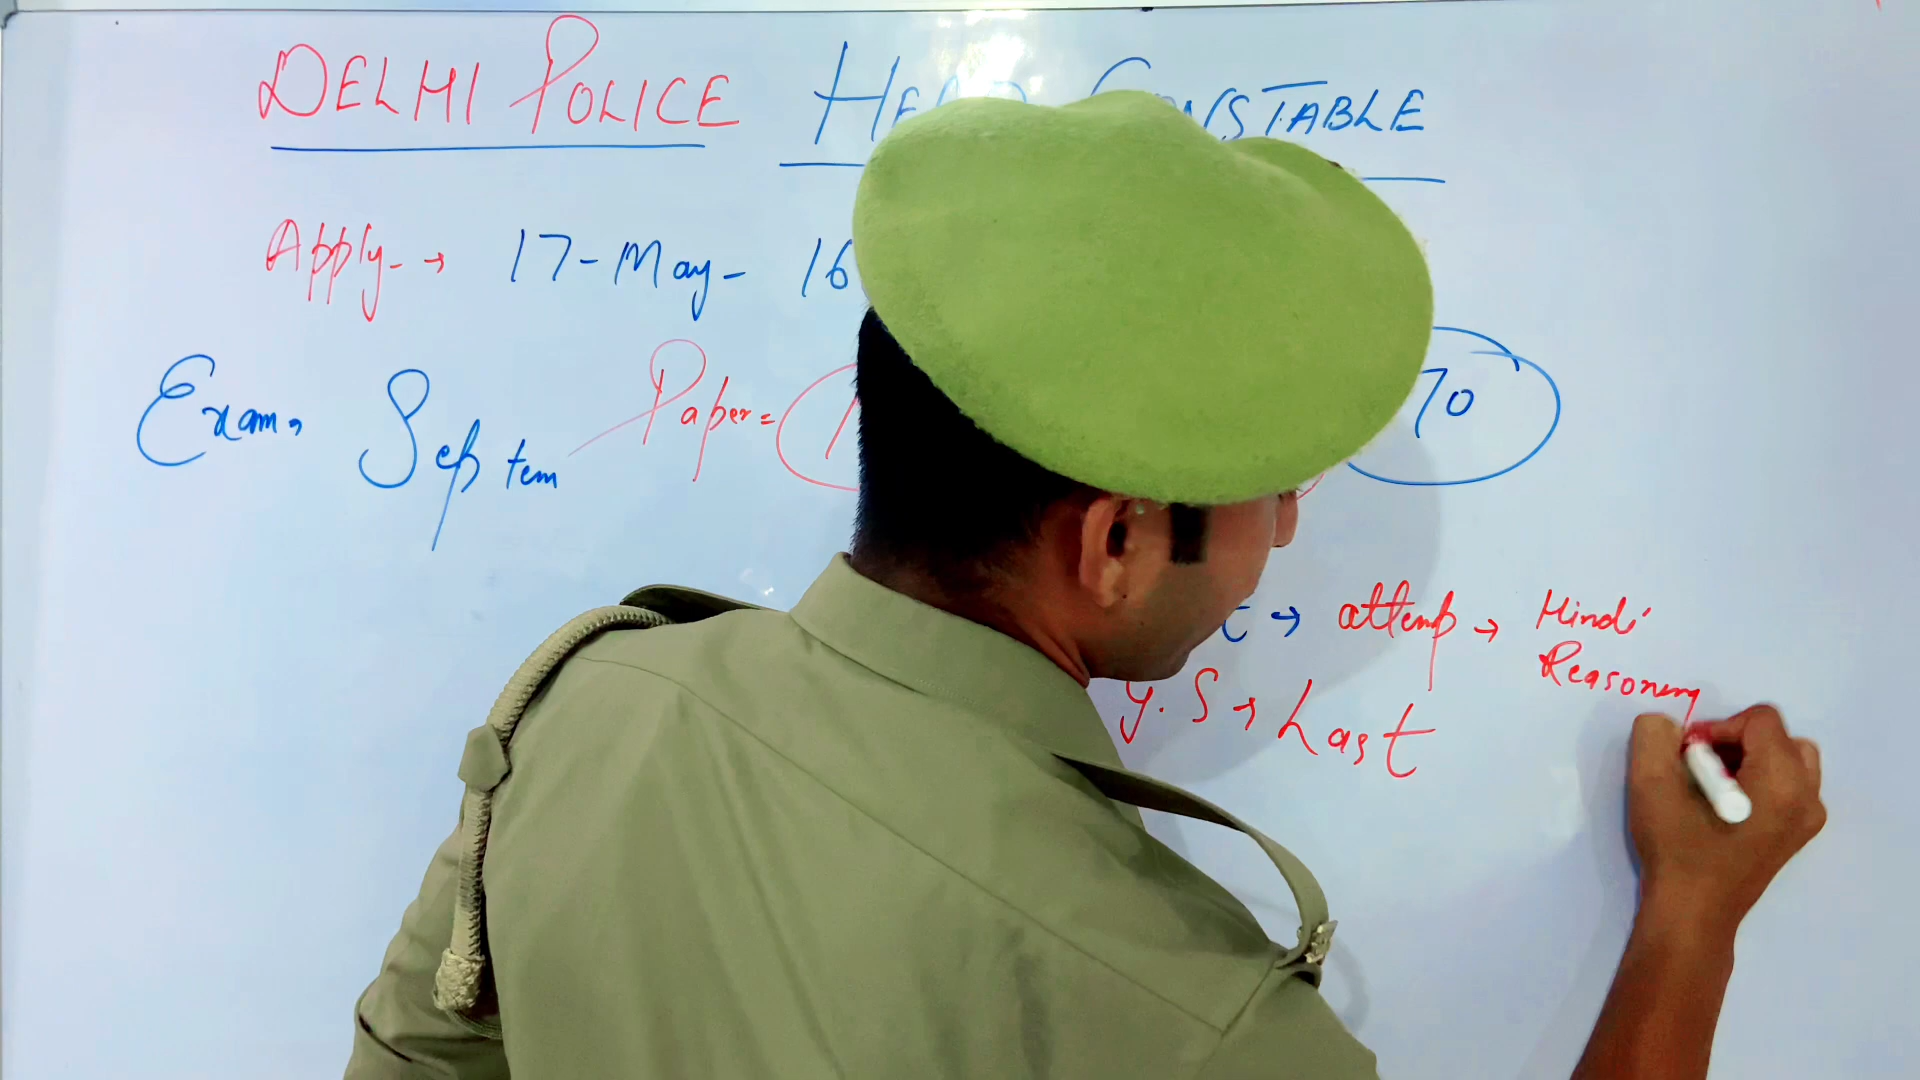 DELHI POLICE HEAD CONSTABLE
Apply → 17-May- 16
Exam, Septem Paper= 70
→ attemp → Hindi
Reasoning
G.S → Last